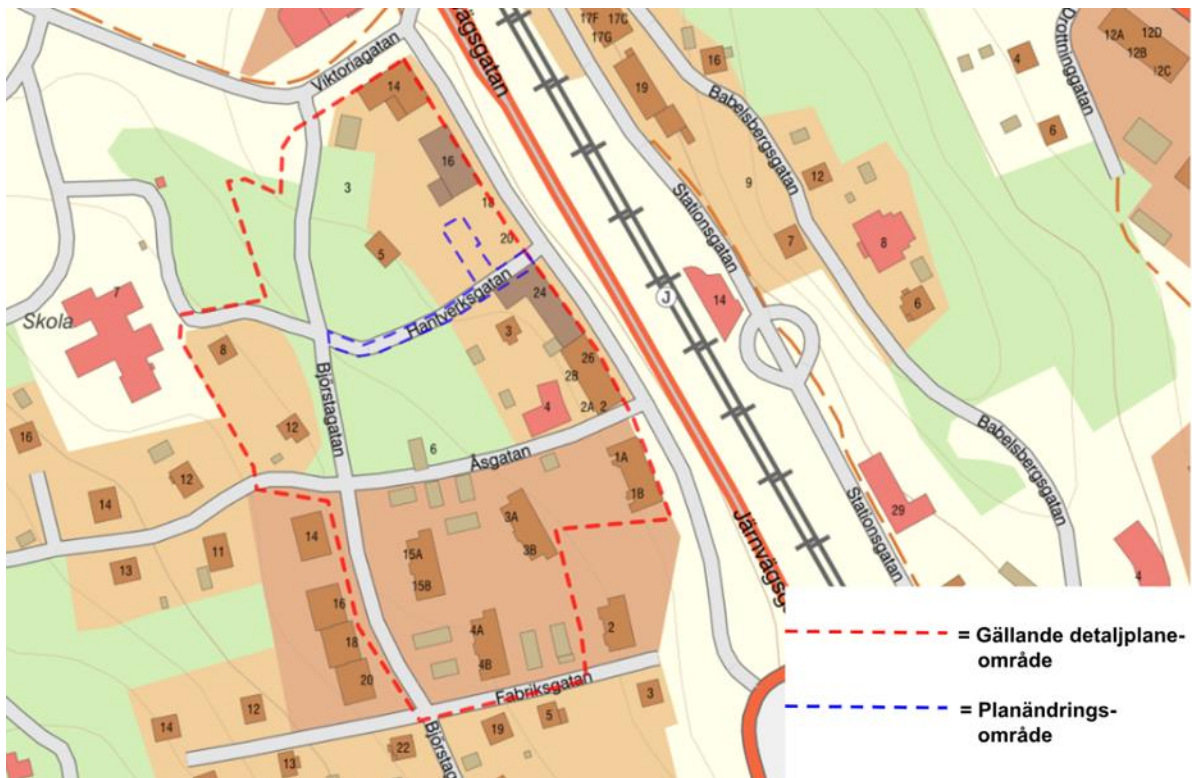 17F 17C
17G
12A 12D
12B
12C
4
16
19
14
Viktoriagatan
Babelsbergsgatan
6
16
12
9
3
18
Stationsgatan
20
5
7
8
7
Skola
24
Hantverksgatan
J
14
6
3
8
26
2B
4
2A 2
Björstagatan
12
6
Åsgatan
1A
1B
Babelsbergsgatan
16
12
14
29
Stationsgatan
3A
3B
14
15A
15B
11
13
Järnvägsg
4
16
18
20
4A
4B
2
Fabriksgatan
3
12
14
5
19
22
13
= Gällande detaljplane-
område
= Planändrings-
område